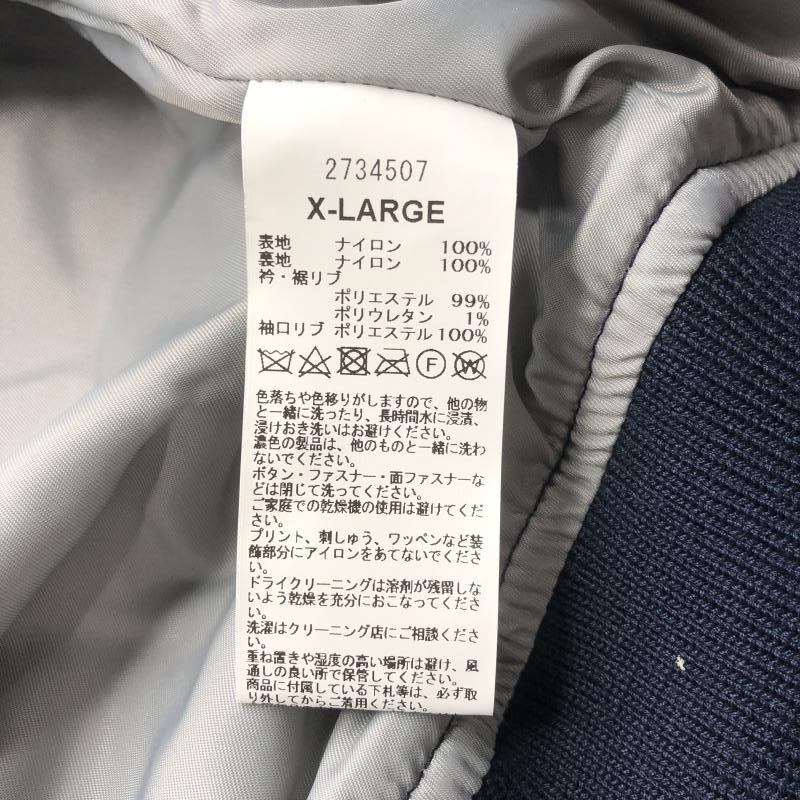 2734507
X-LARGE
表地 ナイロン 100%
裏地 ナイロン 100%
衿・裾リブ
ポリエステル 99%
ポリウレタン 1%
袖口リブ ポリエステル100%
F W
色落ちや色移りがしますので、他の物
と一緒に洗ったり、長時間水に浸漬、
浸けおき洗いはお避けください。
濃色の製品は、他のものと一緒に洗わ
ないでください。
ボタン・ファスナー・面ファスナーな
どは閉じて洗ってください。
ご家庭での乾燥機の使用は避けてくだ
さい。
プリント、刺しゅう、ワッペンなど装
飾部分にアイロンをあてないでくださ
い。
ドライクリーニングは溶剤が残留しな
いよう乾燥を充分におこなってくださ
い。
洗濯はクリーニング店にご相談くださ
い。
重ね置きや湿度の高い場所は避け、風
通しの良い所で保管してください。
商品に付属している下札等は、必ず取
り外してからご着用ください。